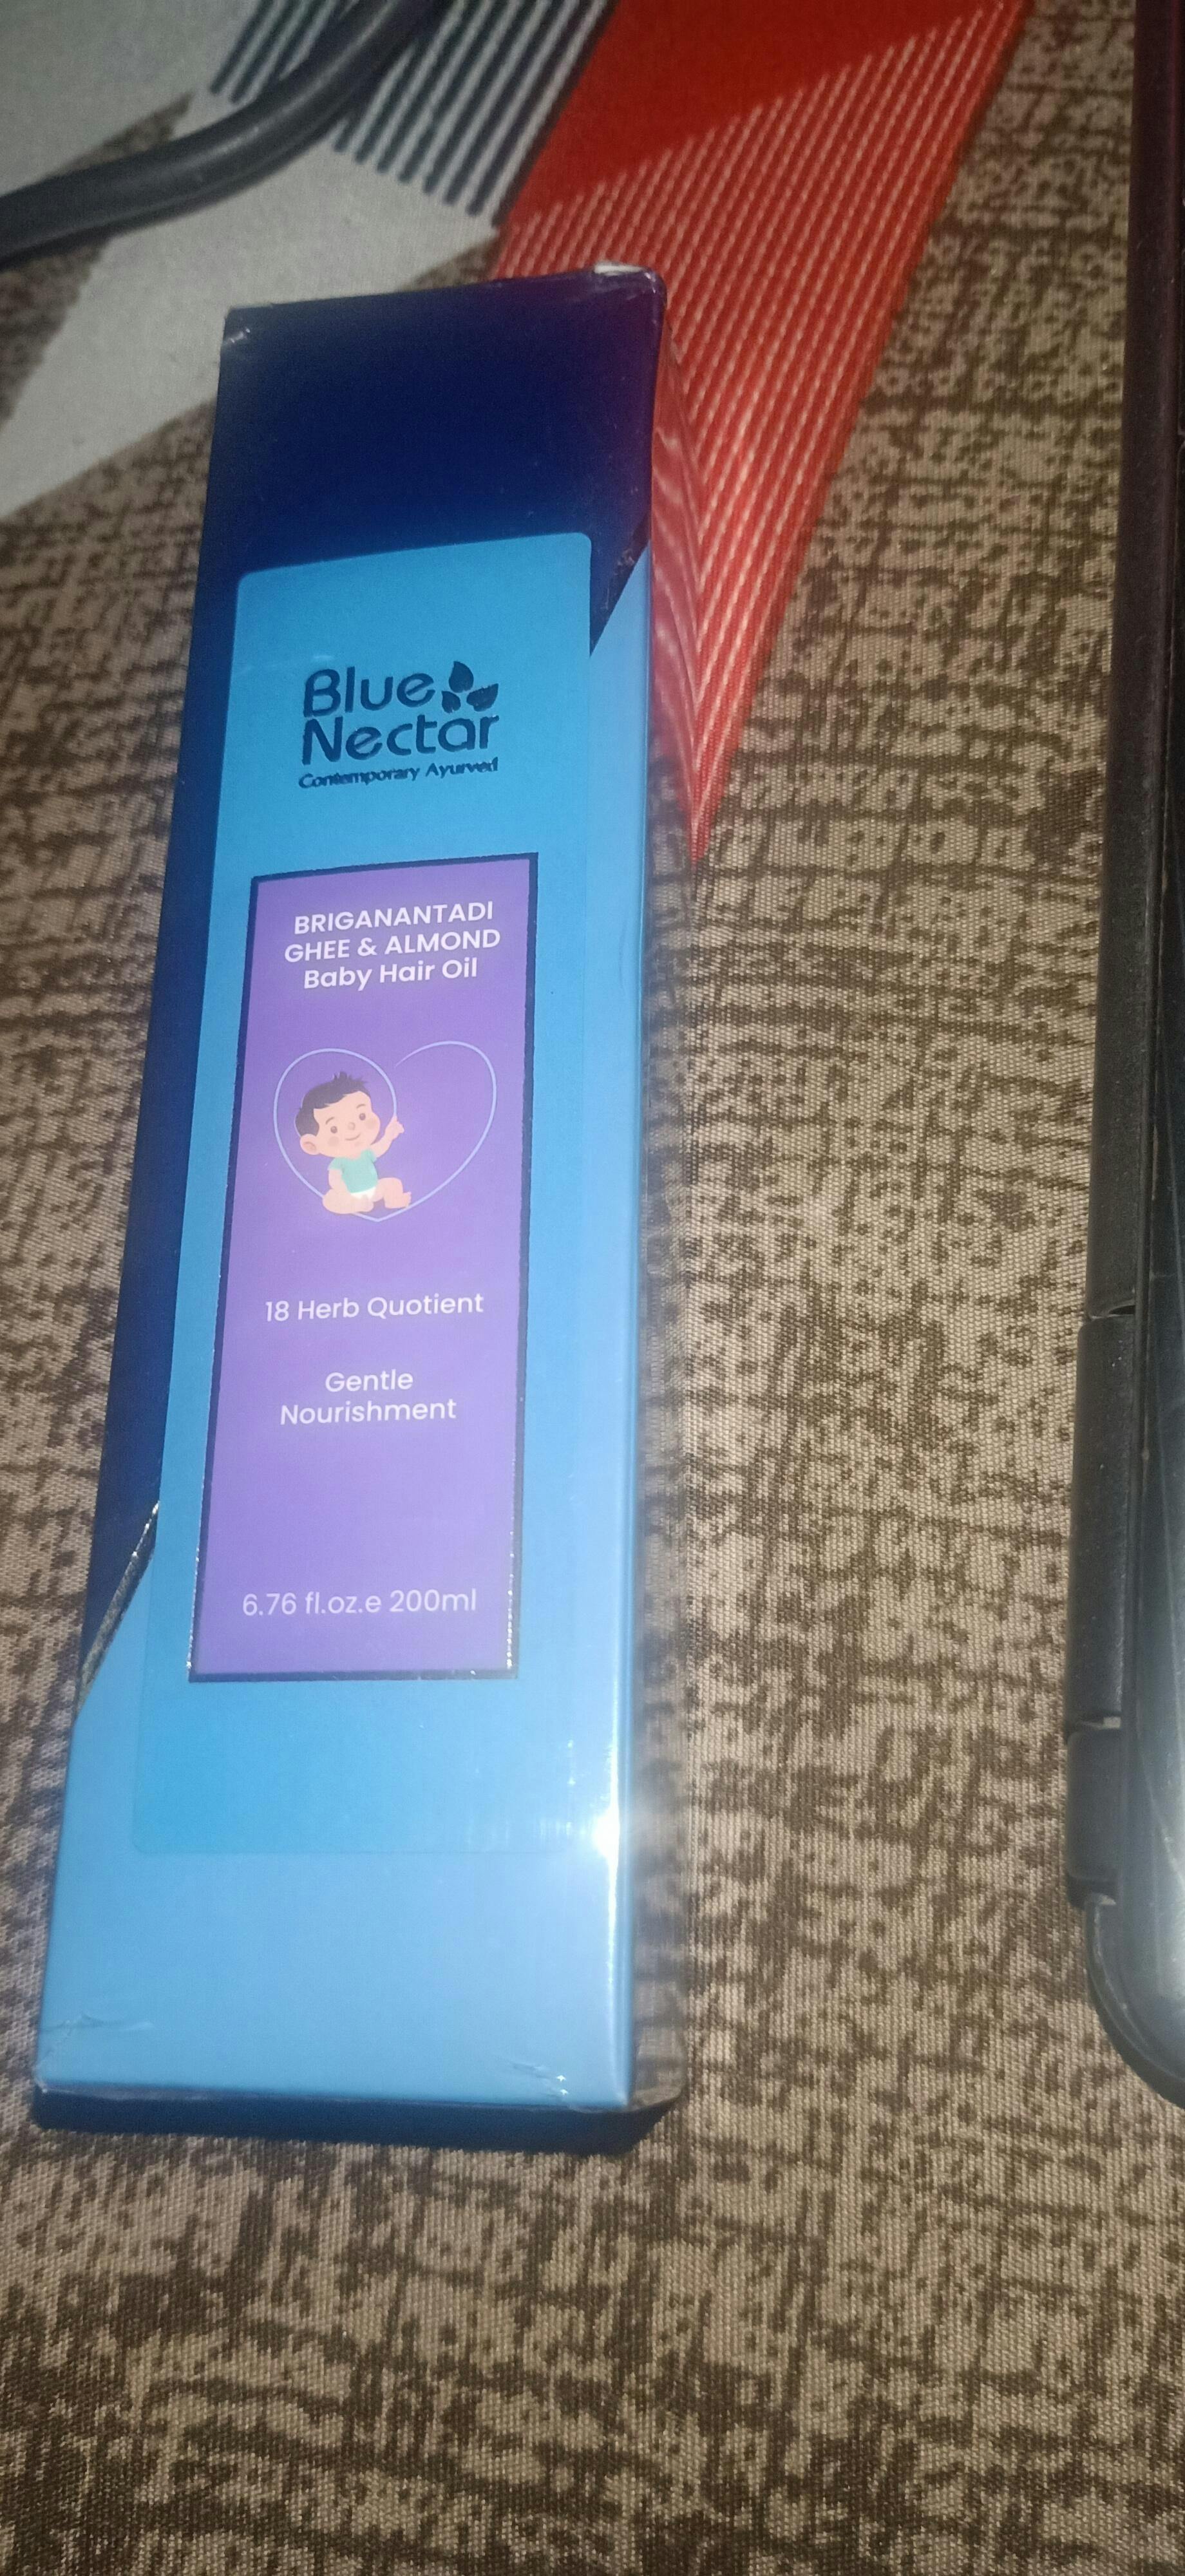 Blue
Nectar
Contemporary Ayurved
BRIGANANTADI
GHEE & ALMOND
Baby Hair Oil
18 Herb Quotient
Gentle
Nourishment
6.76 fl.oz.e 200ml